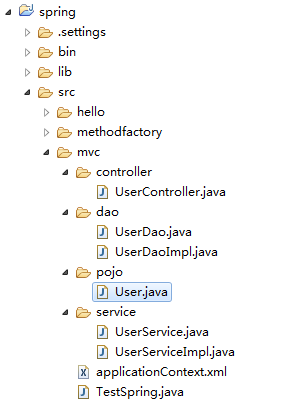 spring
.settings
bin
lib
src
hello
methodfactory
mvc
controller
UserController.java
dao
UserDao.java
UserDaoImpl.java
pojo
User.java
service
UserService.java
UserServiceImpl.java
applicationContext.xml
TestSpring.java